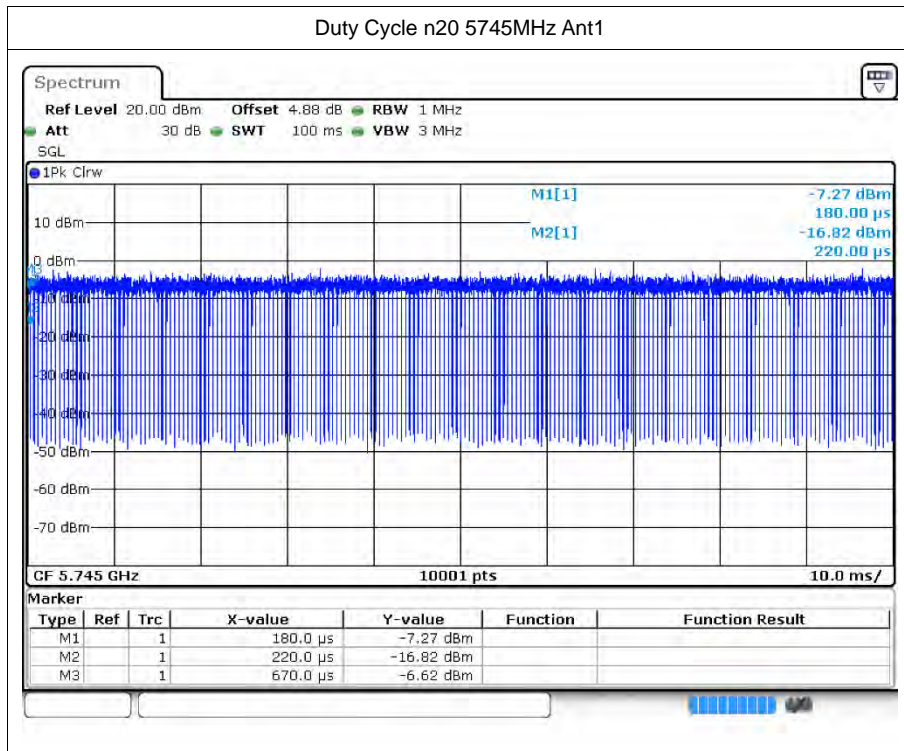 Duty Cycle n20 5745MHz Ant1
Spectrum
Ref Level 20.00 dBm Offset 4.88 dB RBW 1 MHz
Att 30 dB SWT 100 ms VBW 3 MHz
SGL
1Pk Clrw
M1[1] -7.27 dBm
180.00 µs
10 dBm
M2[1] -16.82 dBm
220.00 µs
0 dBm
M3
-10 dBm
-20 dBm
-30 dBm
-40 dBm
-50 dBm
-60 dBm
-70 dBm
CF 5.745 GHz 10001 pts 10.0 ms/
Marker
Type Ref Trc X-value Y-value Function Function Result
M1 1 180.0 µs -7.27 dBm
M2 1 220.0 µs -16.82 dBm
M3 1 670.0 µs -6.62 dBm